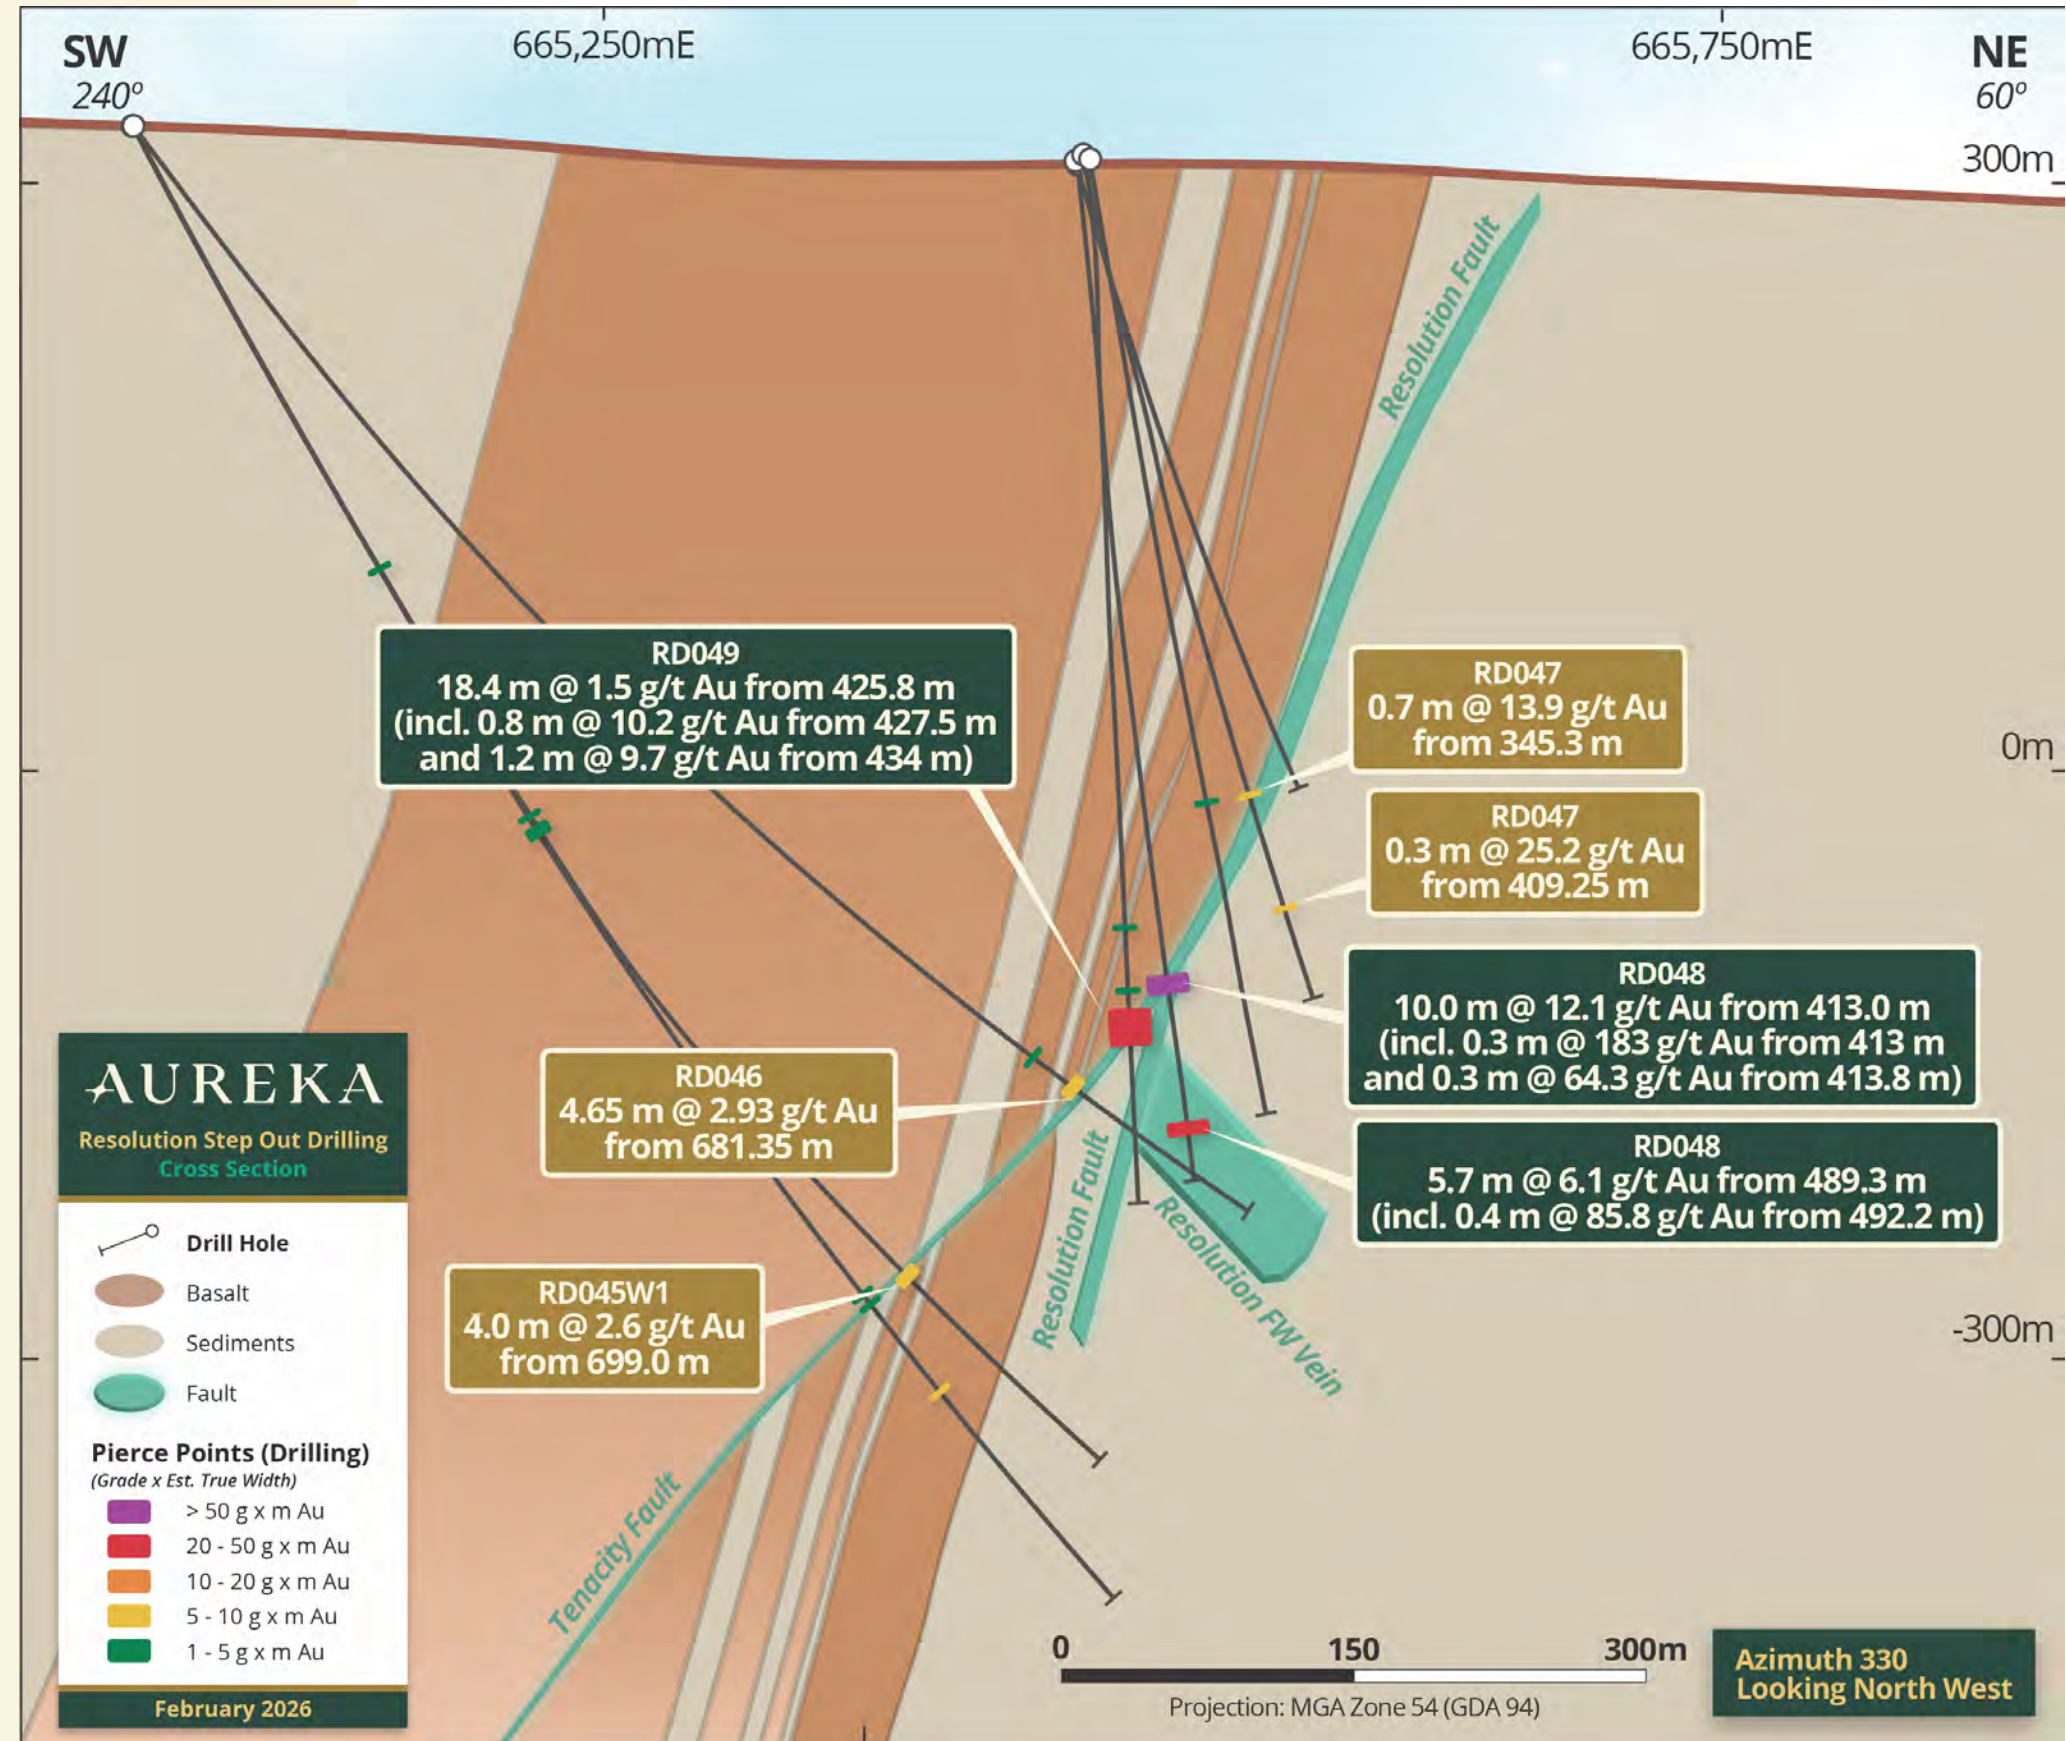 SW
240º
665,250mE
665,750mE
NE
60º
300m
Resolution Fault
RD049
18.4 m @ 1.5 g/t Au from 425.8 m
(incl. 0.8 m @ 10.2 g/t Au from 427.5 m
and 1.2 m @ 9.7 g/t Au from 434 m)
RD047
0.7 m @ 13.9 g/t Au
from 345.3 m
0m
RD047
0.3 m @ 25.2 g/t Au
from 409.25 m
RD048
10.0 m @ 12.1 g/t Au from 413.0 m
(incl. 0.3 m @ 183 g/t Au from 413 m
and 0.3 m @ 64.3 g/t Au from 413.8 m)
RD046
4.65 m @ 2.93 g/t Au
from 681.35 m
RD048
5.7 m @ 6.1 g/t Au from 489.3 m
(incl. 0.4 m @ 85.8 g/t Au from 492.2 m)
Resolution Fault
Resolution FW Vein
RD045W1
4.0 m @ 2.6 g/t Au
from 699.0 m
-300m
Tenacity Fault
AUREKA
Resolution Step Out Drilling
Cross Section
Drill Hole
Basalt
Sediments
Fault
Pierce Points (Drilling)
(Grade x Est. True Width)
> 50 g x m Au
20 - 50 g x m Au
10 - 20 g x m Au
5 - 10 g x m Au
1 - 5 g x m Au
February 2026
0 150 300m
Projection: MGA Zone 54 (GDA 94)
Azimuth 330
Looking North West